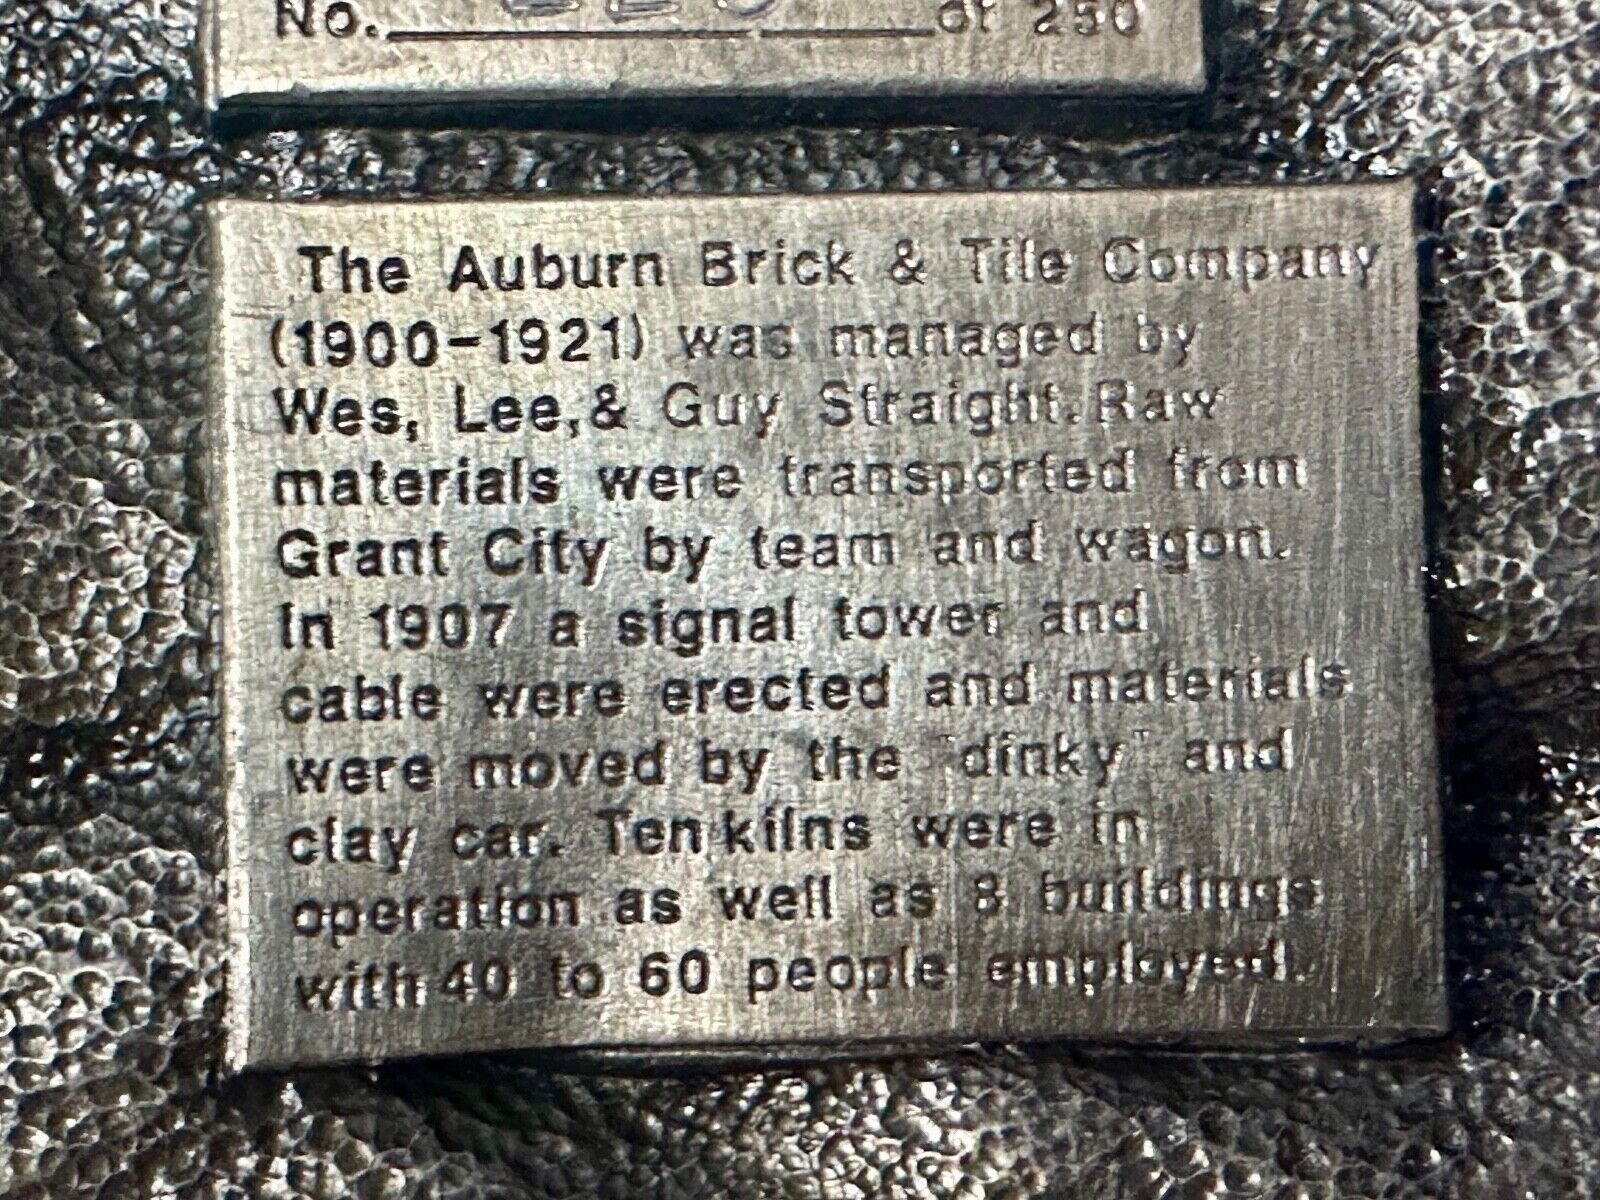 No. of 250
The Auburn Brick & Tile Company
(1900-1921) was managed by
Wes, Lee, & Guy Straight. Raw
materials were transported from
Grant City by team and wagon.
In 1907 a signal tower and
cable were erected and materials
were moved by the "dinky" and
clay car. Ten kilns were in
operation as well as 8 buildings
with 40 to 60 people employed.